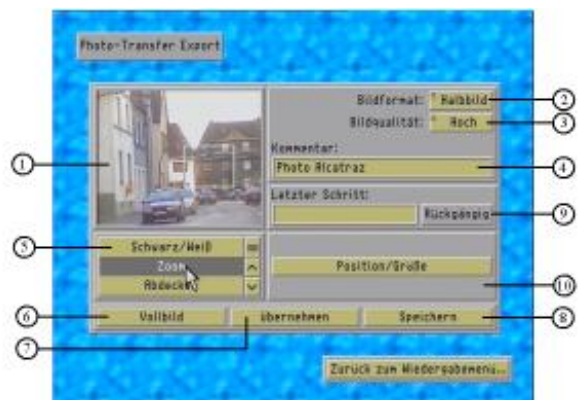 Photo-Transfer Export
Bildformat: Halbbild
Bildqualität: Hoch
Kommentar:
Photo Alcatraz
Letzter Schritt:
Rückgängig
Schwarz/Weiß
Zoom
Abdecken
Position/Größe
Vollbild
übernehmen
Speichern
Zurück zum Wiedergabemenü...
1
2
3
4
9
5
10
6
8
7